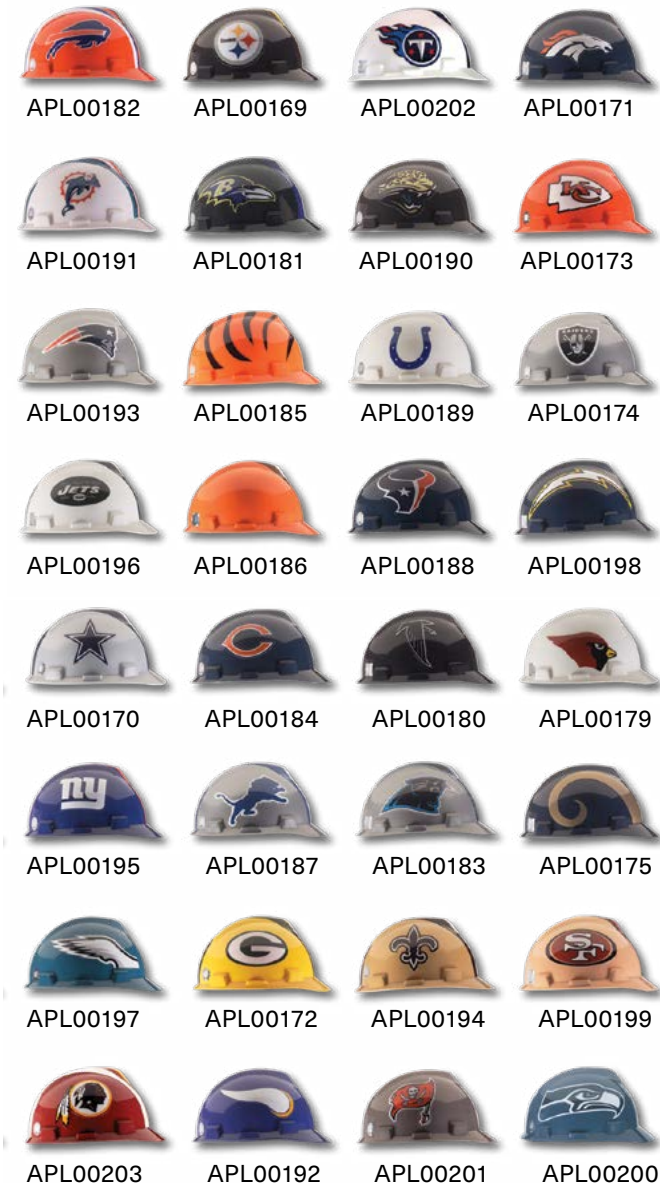 APL00182 APL00169 APL00202 APL00171
APL00191 APL00181 APL00190 APL00173
RAIDERS
APL00193 APL00185 APL00189 APL00174
JETS
APL00196 APL00186 APL00188 APL00198
APL00170 APL00184 APL00180 APL00179
ny
APL00195 APL00187 APL00183 APL00175
G SF
APL00197 APL00172 APL00194 APL00199
APL00203 APL00192 APL00201 APL00200